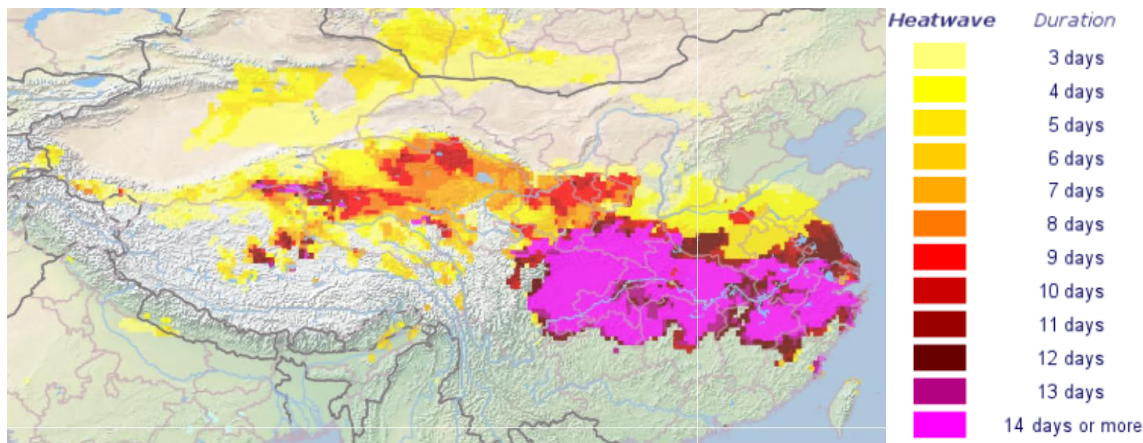 Heatwave Duration
3 days
4 days
5 days
6 days
7 days
8 days
9 days
10 days
11 days
12 days
13 days
14 days or more